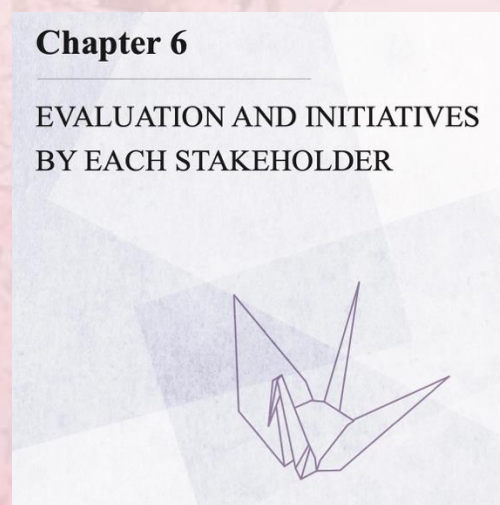 Chapter 6
EVALUATION AND INITIATIVES
BY EACH STAKEHOLDER